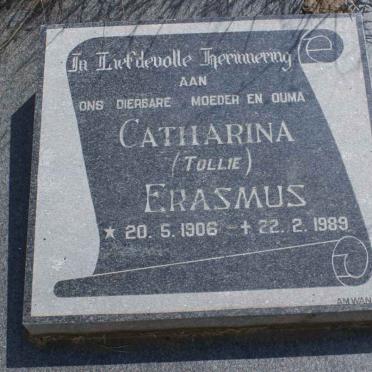 In Liefdevolle Herinnering
AAN
ONS DIERBARE MOEDER EN OUMA
CATHARINA
(TOLLIE)
ERASMUS
* 20. 5. 1906 - † 22. 2. 1989